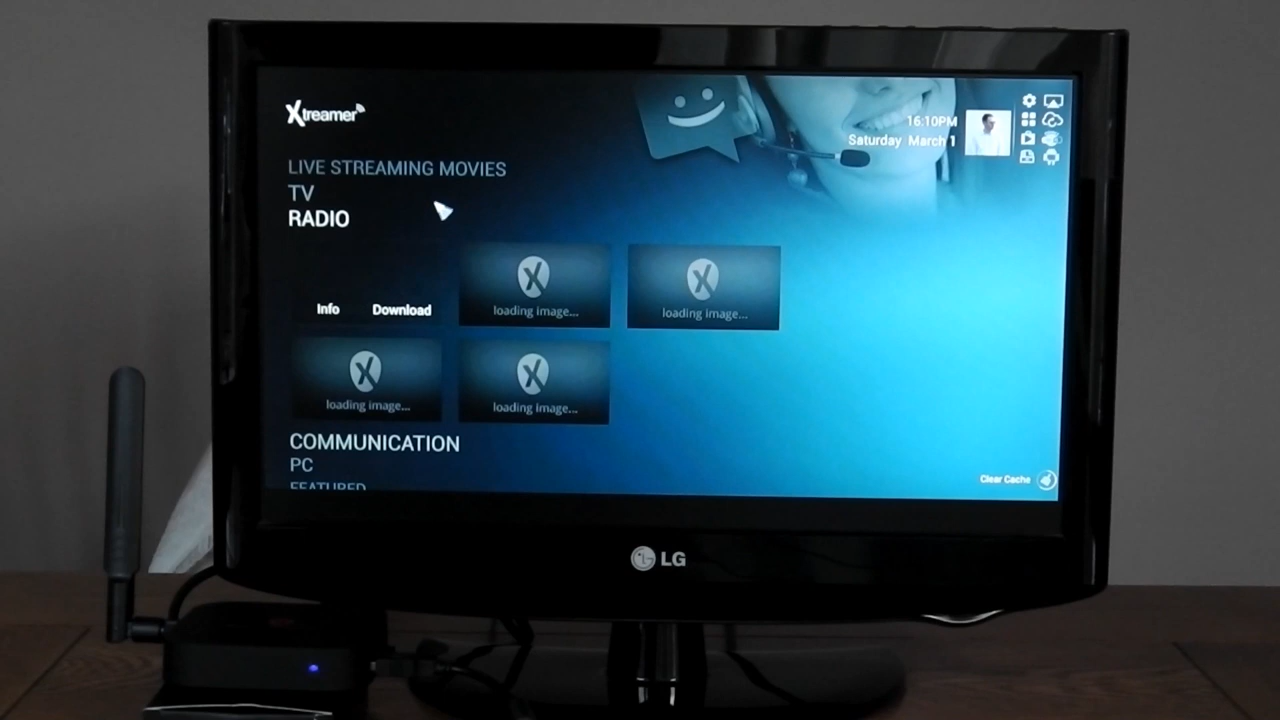 Xtreamer
16:10PM
Saturday March 1
LIVE STREAMING MOVIES
TV
RADIO
Info Download
loading image...
loading image...
loading image...
loading image...
COMMUNICATION
PC
FEATURED
Clear Cache
LG